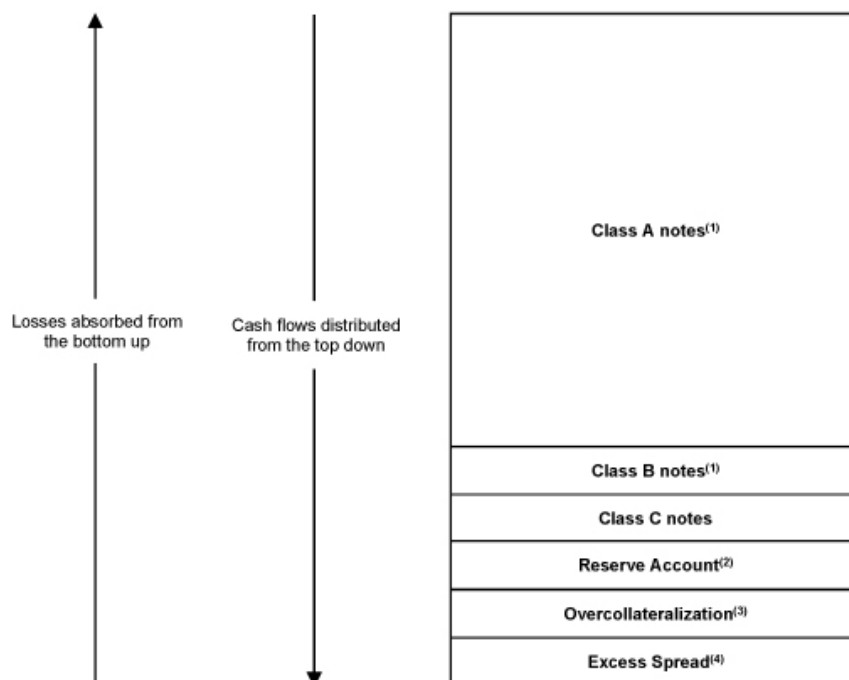 Losses absorbed from
the bottom up
Cash flows distributed
from the top down
Class A notes(1)
Class B notes(1)
Class C notes
Reserve Account(2)
Overcollateralization(3)
Excess Spread(4)